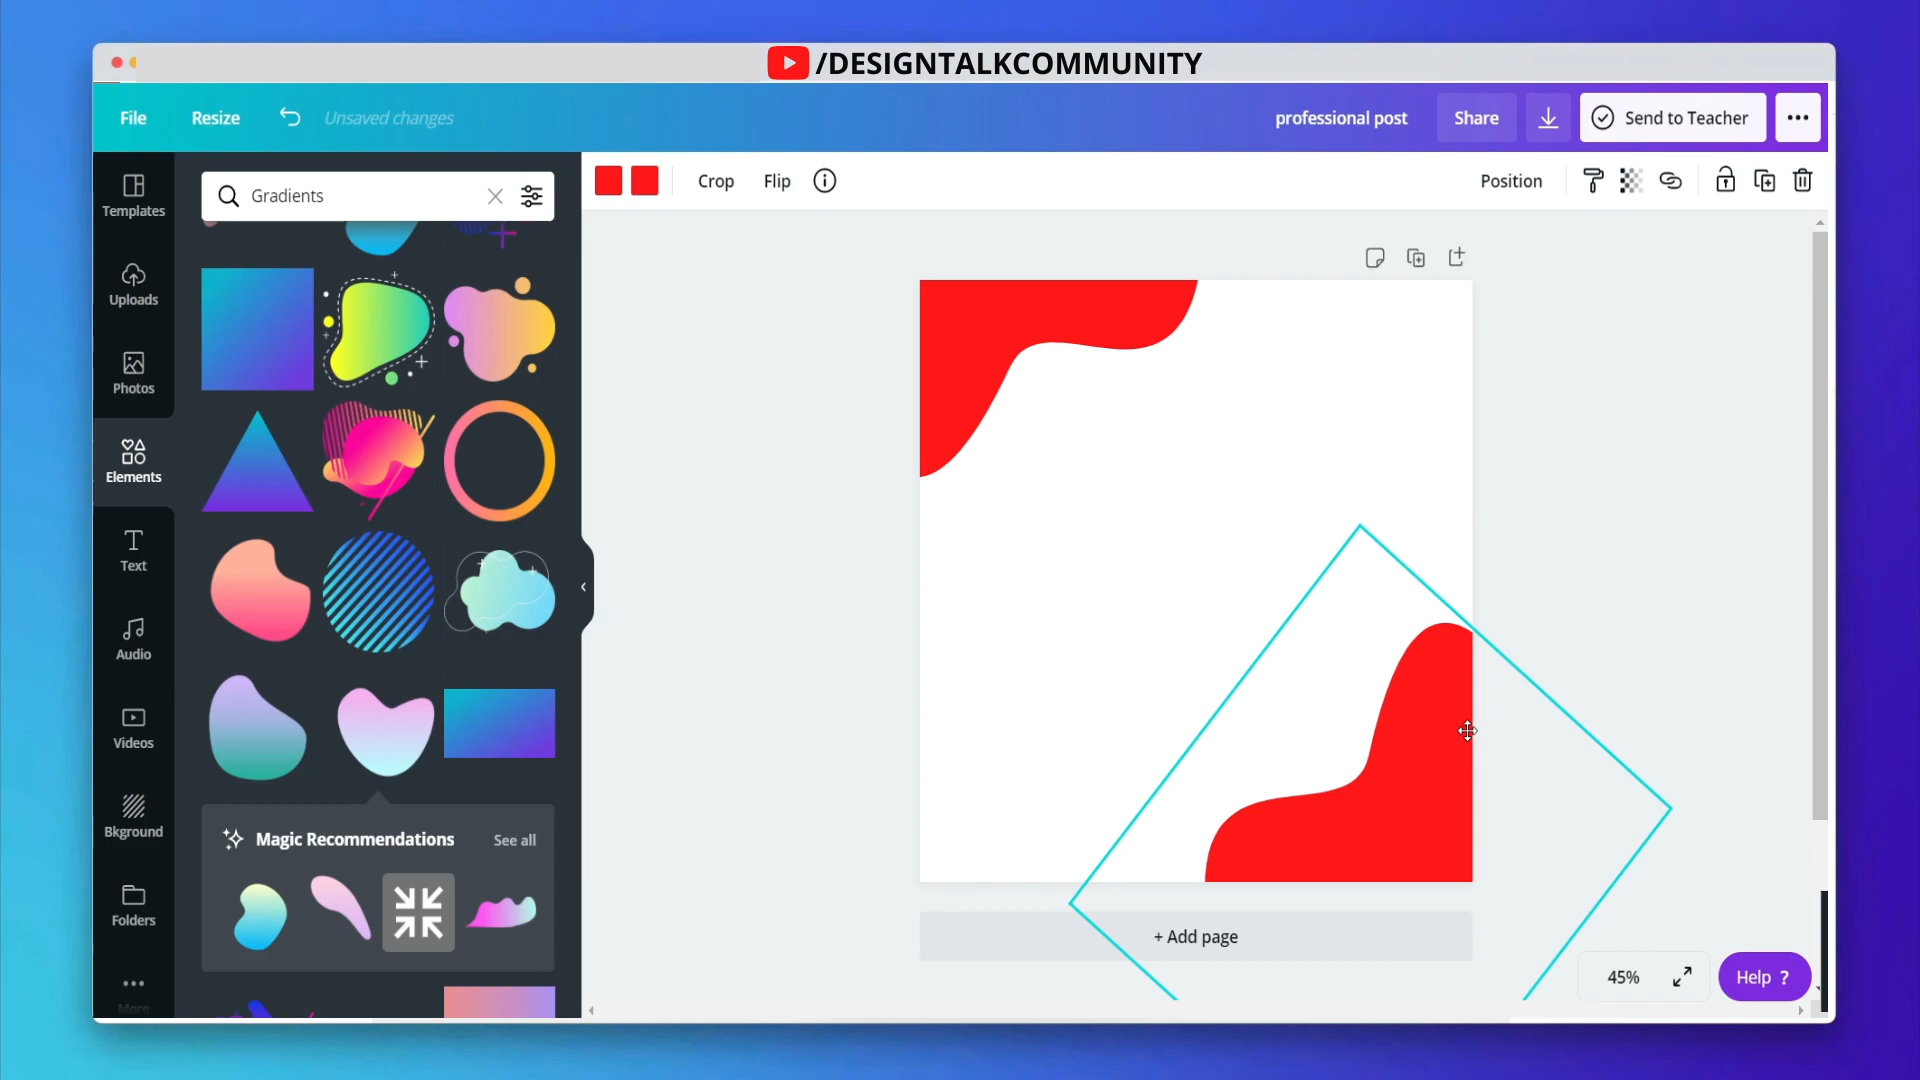 /DESIGNTALKCOMMUNITY
File
Resize
Unsaved changes
professional post
Share
Send to Teacher
Templates
Uploads
Photos
Elements
Text
Audio
Videos
Bkground
Folders
More
Gradients
Crop
Flip
Position
Magic Recommendations
See all
+ Add page
45%
Help ?